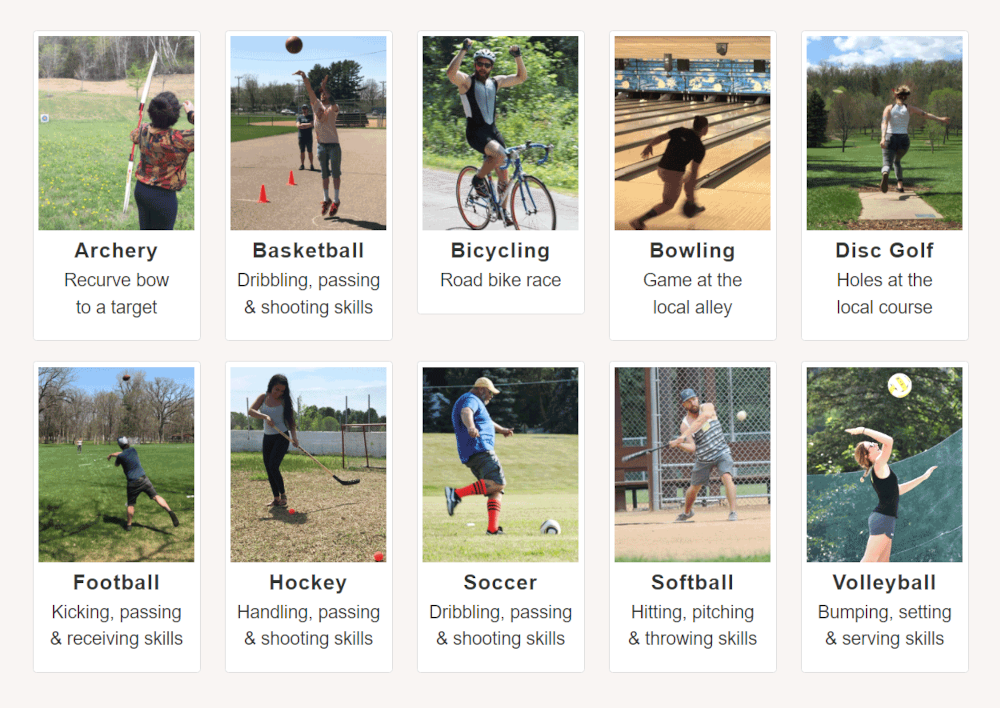 Archery
Recurve bow
to a target
Basketball
Dribbling, passing
& shooting skills
Bicycling
Road bike race
Bowling
Game at the
local alley
Disc Golf
Holes at the
local course
Football
Kicking, passing
& receiving skills
Hockey
Handling, passing
& shooting skills
Soccer
Dribbling, passing
& shooting skills
Softball
Hitting, pitching
& throwing skills
Volleyball
Bumping, setting
& serving skills